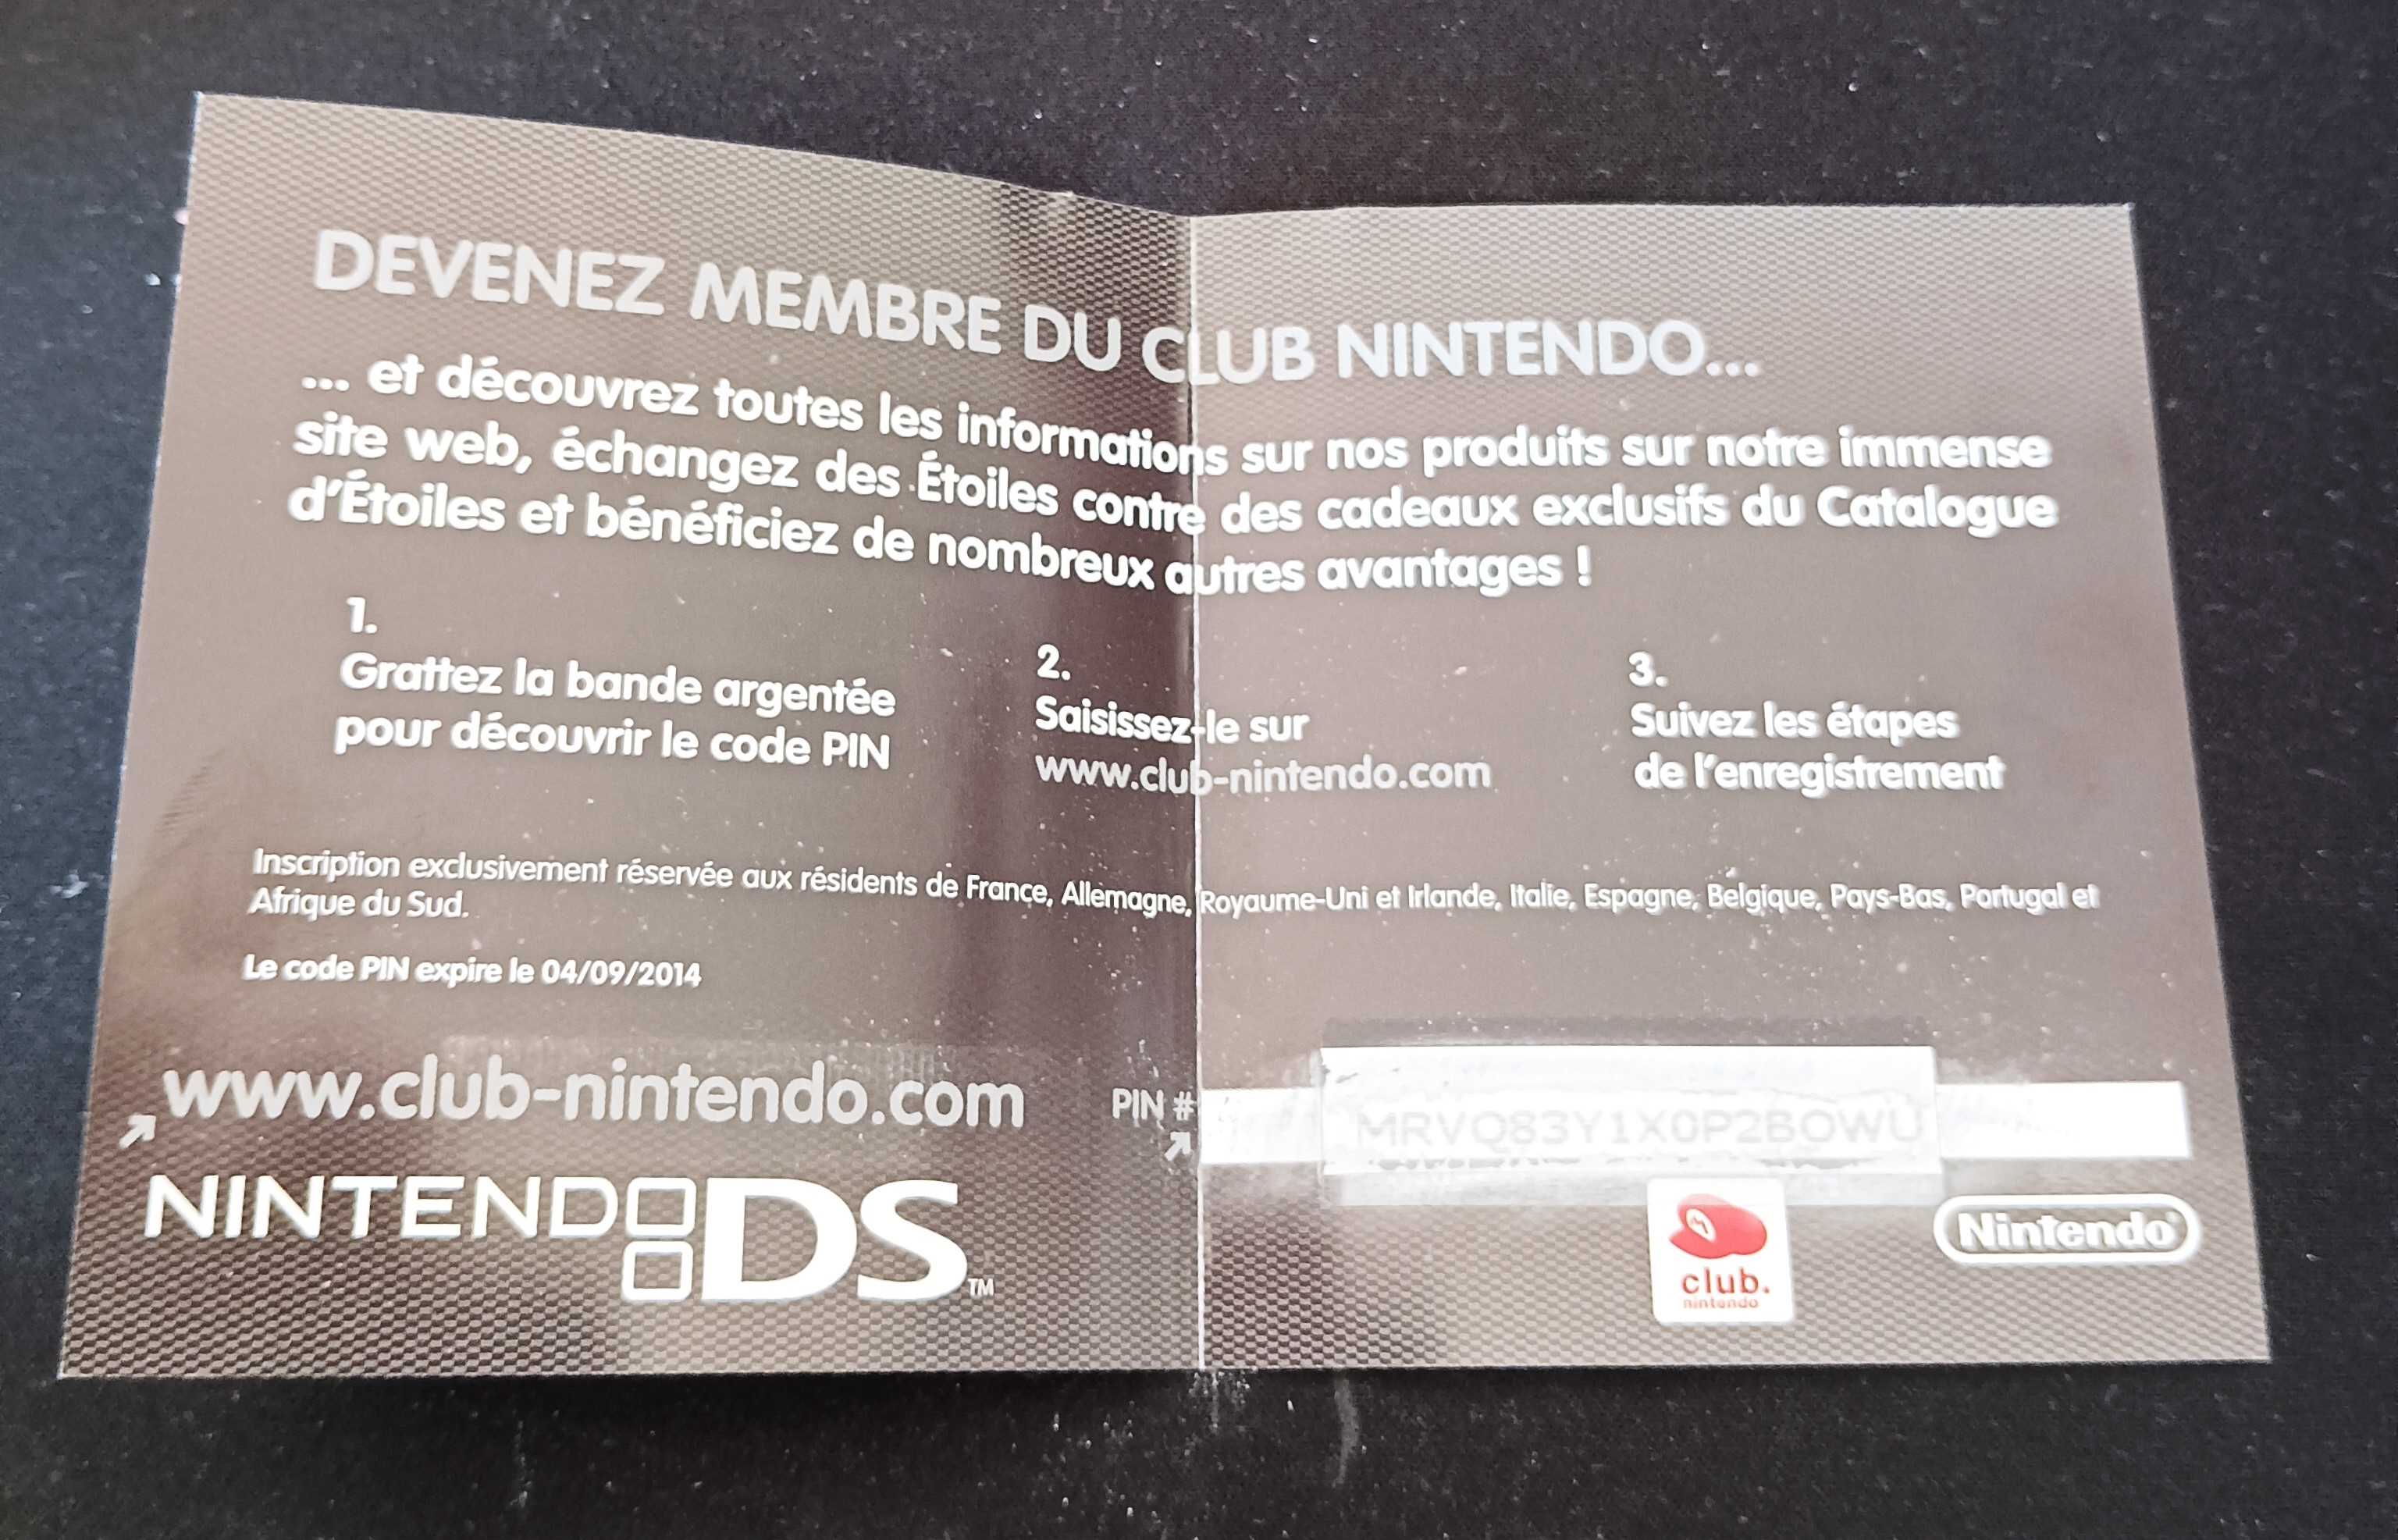 DEVENEZ MEMBRE DU CLUB NINTENDO...
... et découvrez toutes les informations sur nos produits sur notre immense
site web, échangez des Étoiles contre des cadeaux exclusifs du Catalogue
d'Étoiles et bénéficiez de nombreux autres avantages !
1.
Grattez la bande argentée
pour découvrir le code PIN
2.
Saisissez-le sur
www.club-nintendo.com
3.
Suivez les étapes
de l'enregistrement
Inscription exclusivement réservée aux résidents de France, Allemagne, Royaume-Uni et Irlande, Italie, Espagne, Belgique, Pays-Bas, Portugal et
Afrique du Sud.
Le code PIN expire le 04/09/2014
www.club-nintendo.com
PIN #
MRVQ83Y1X0P2BOWU
NINTENDO DS™
club.
nintendo
Nintendo